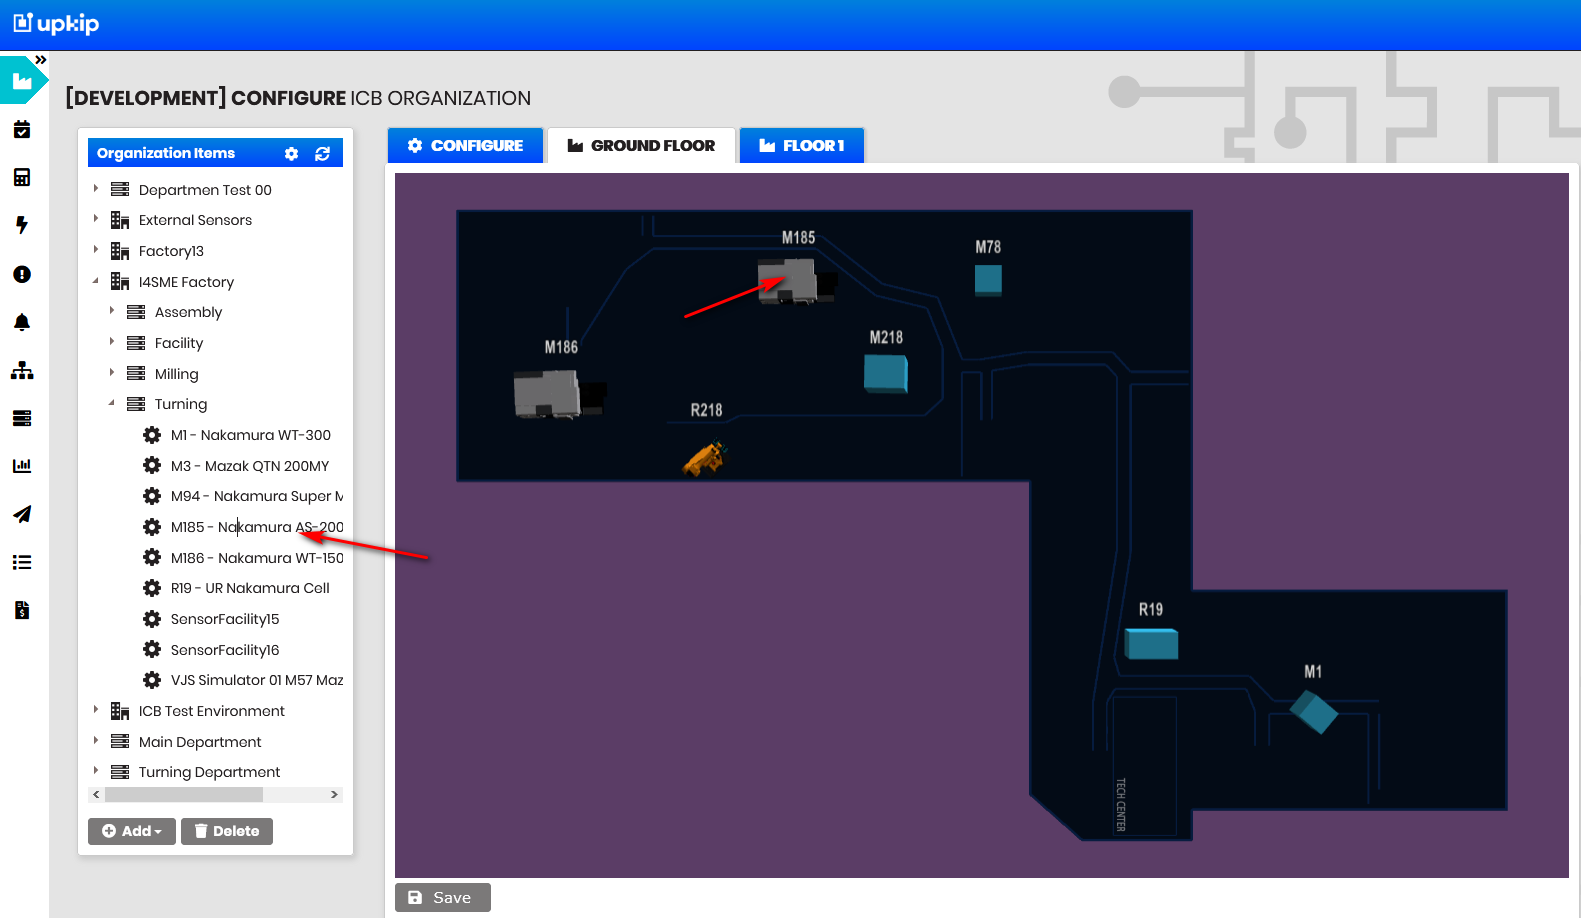 upkip
[DEVELOPMENT] CONFIGURE ICB ORGANIZATION
Organization Items
Departmen Test 00
External Sensors
Factory13
I4SME Factory
Assembly
Facility
Milling
Turning
M1 - Nakamura WT-300
M3 - Mazak QTN 200MY
M94 - Nakamura Super M
M185 - Nakamura AS-200
M186 - Nakamura WT-150
R19 - UR Nakamura Cell
SensorFacility15
SensorFacility16
VJS Simulator 01 M57 Maz
ICB Test Environment
Main Department
Turning Department
Add
Delete
CONFIGURE
GROUND FLOOR
FLOOR 1
M185
M78
M218
M186
R218
R19
M1
TECH CENTER
Save